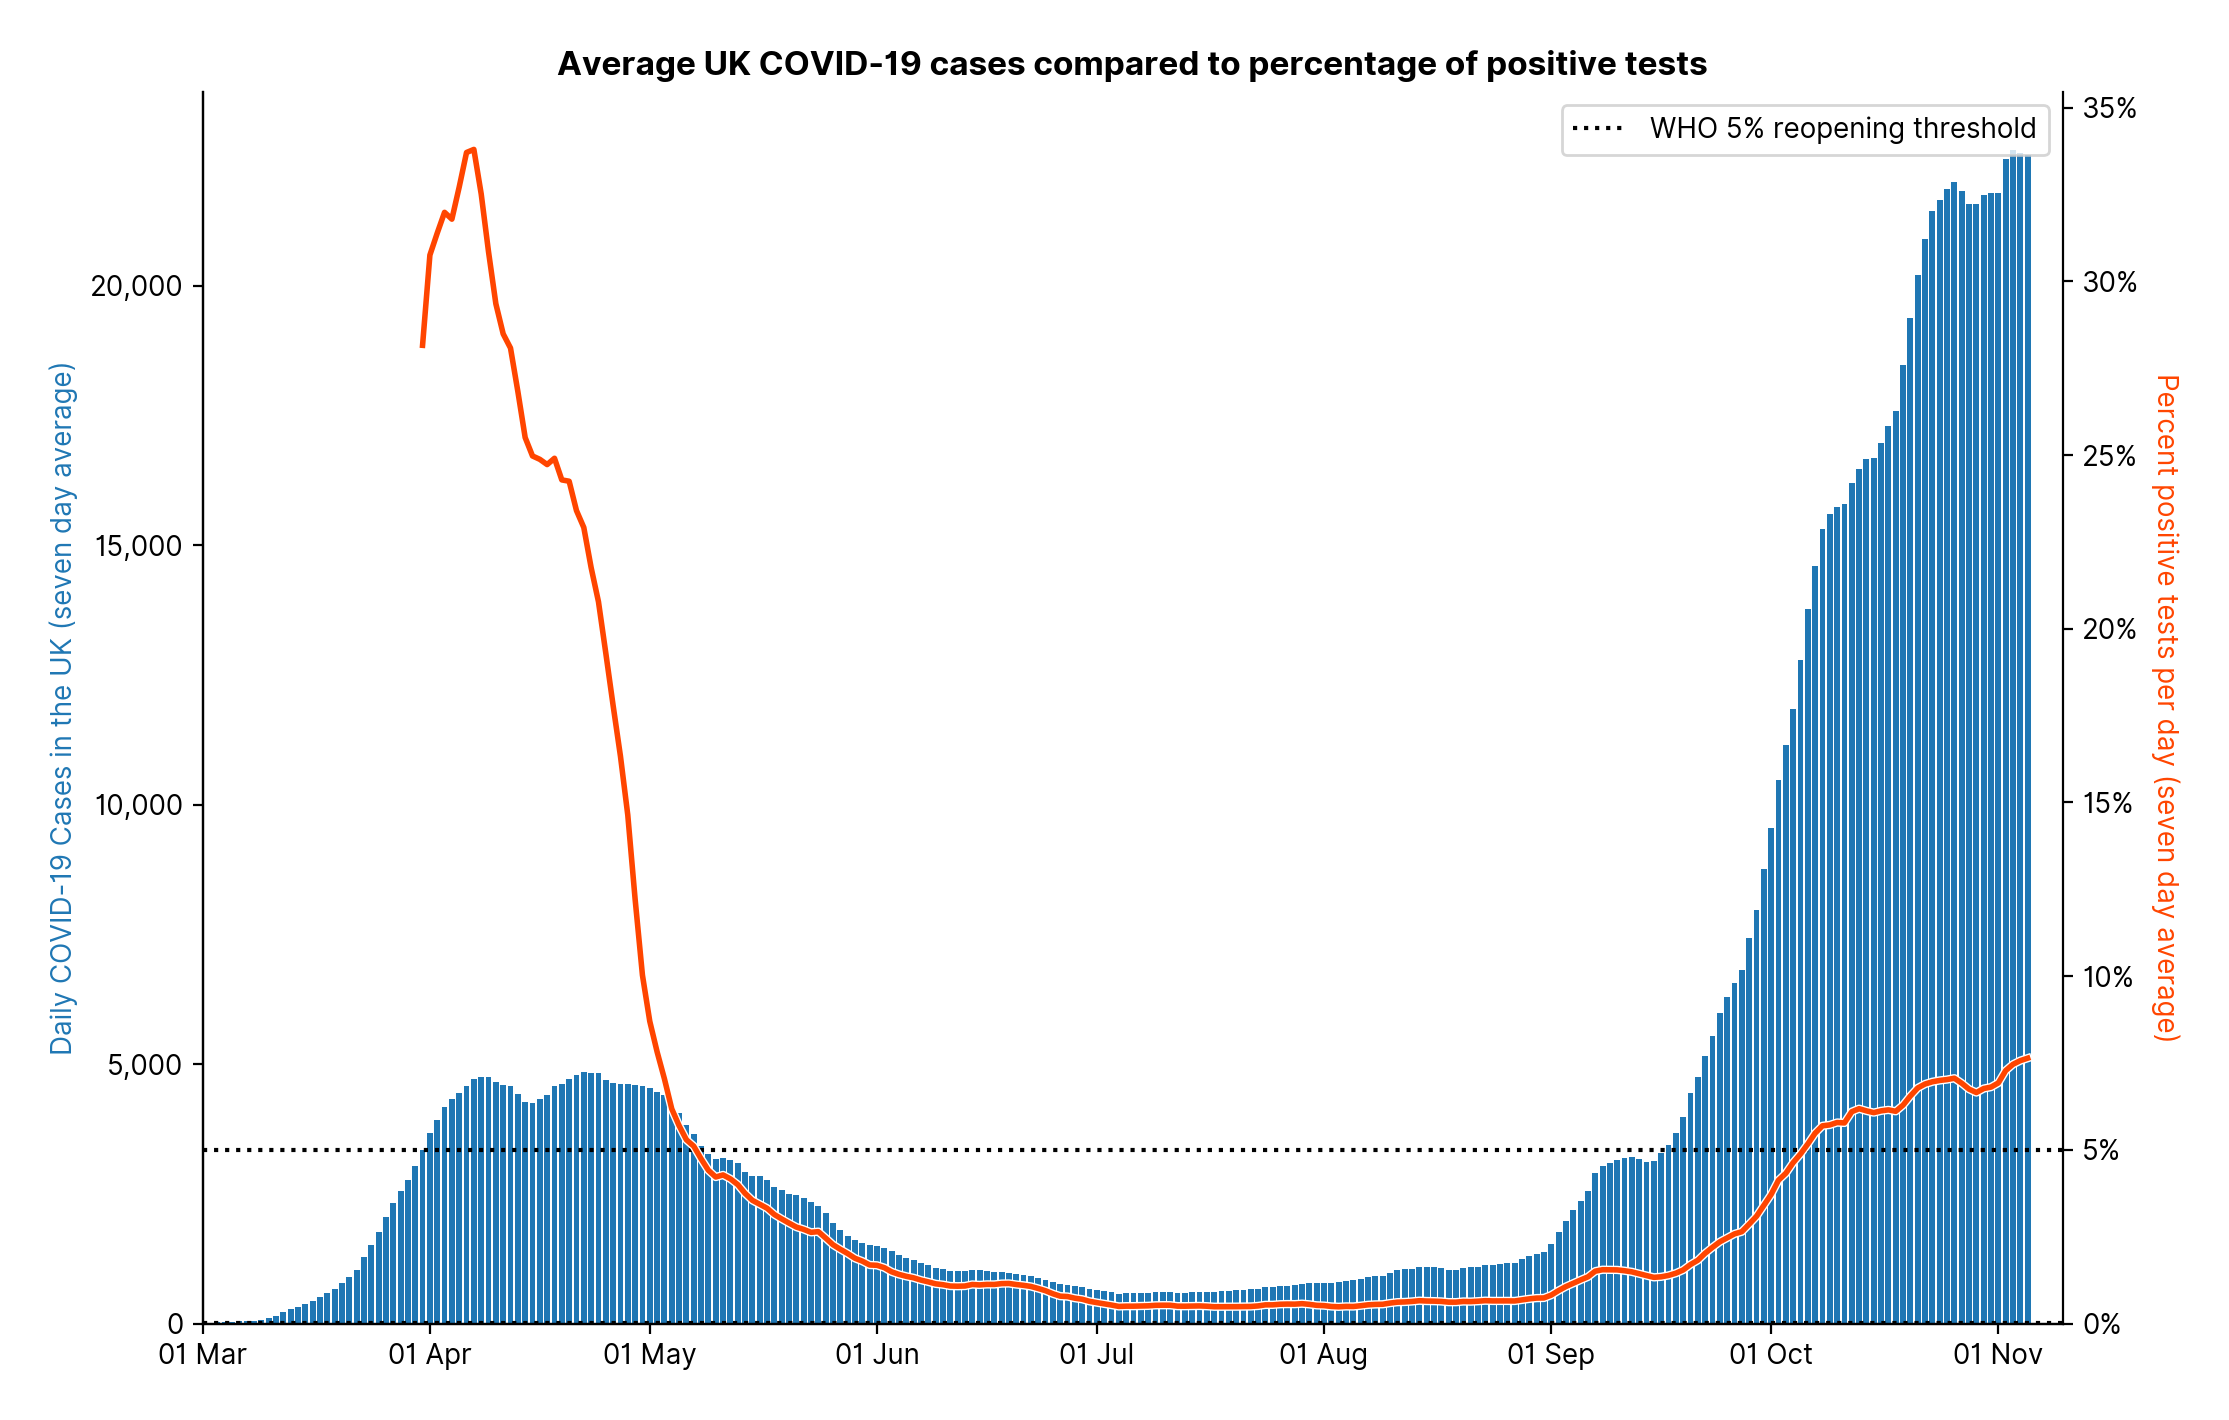 Average UK COVID-19 cases compared to percentage of positive tests
WHO 5% reopening threshold
Daily COVID-19 Cases in the UK (seven day average)
20,000
15,000
10,000
5,000
0
35%
30%
25%
20%
15%
10%
5%
0%
Percent positive tests per day (seven day average)
01 Mar
01 Apr
01 May
01 Jun
01 Jul
01 Aug
01 Sep
01 Oct
01 Nov